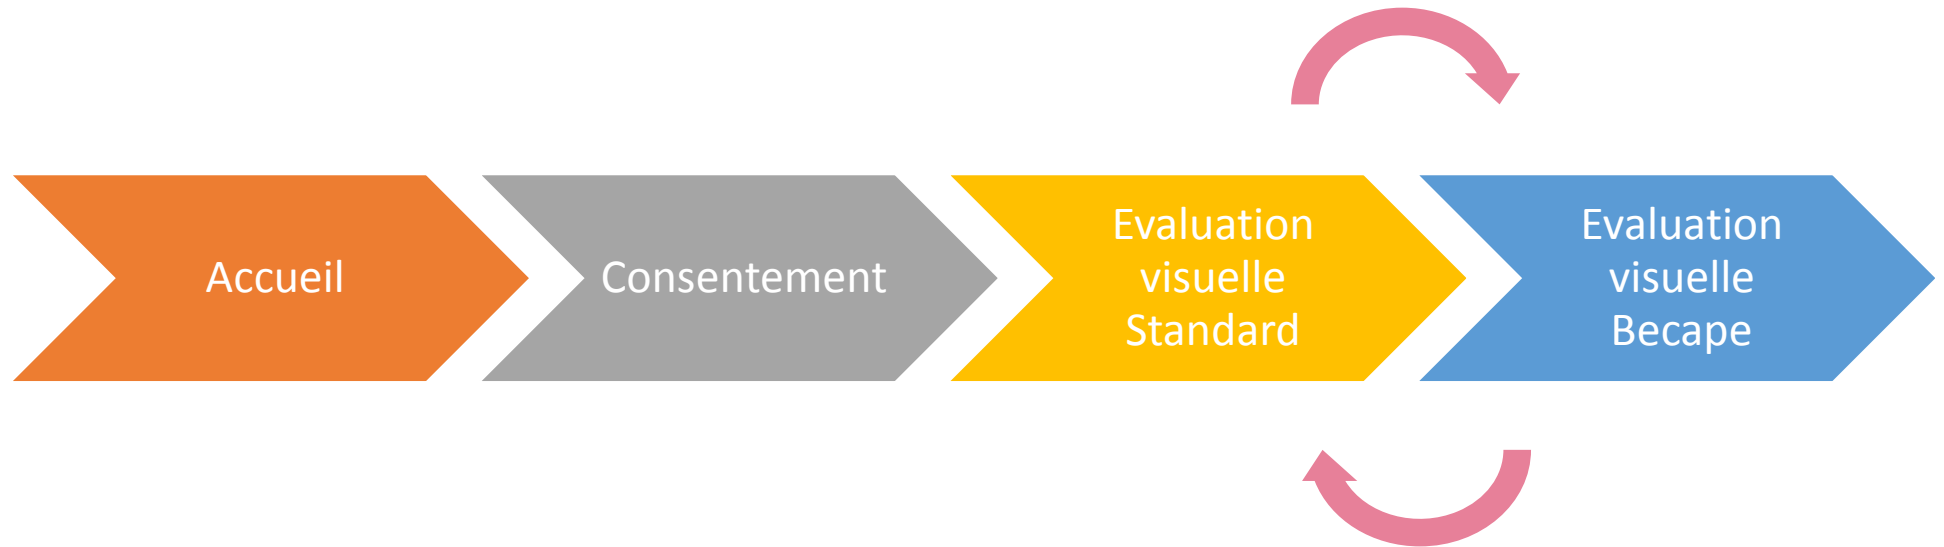 Accueil
Consentement
Evaluation
visuelle
Standard
Evaluation
visuelle
Becape